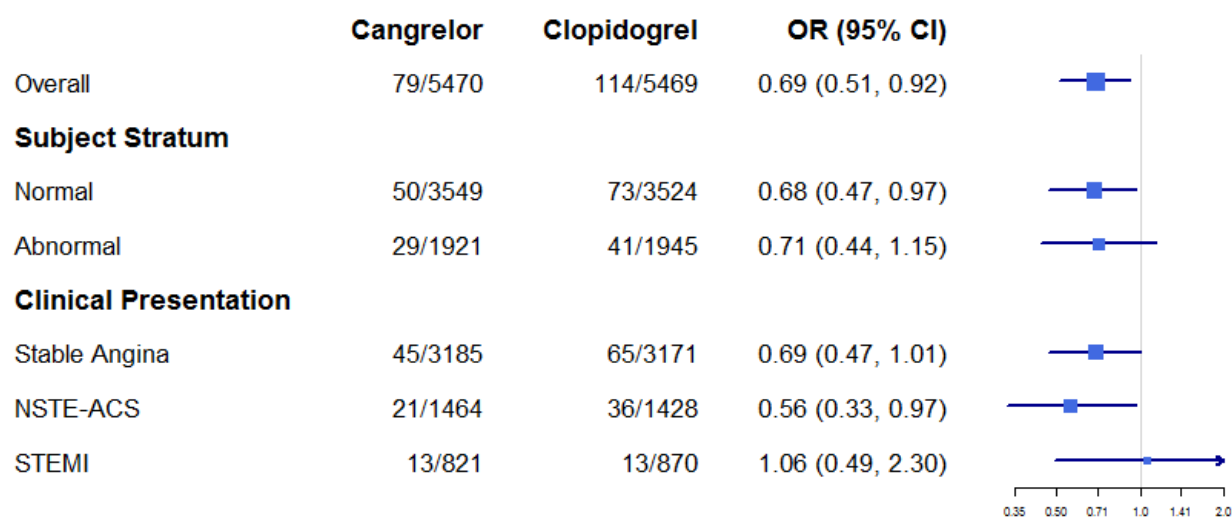 Cangrelor Clopidogrel OR (95% CI)
Overall 79/5470 114/5469 0.69 (0.51, 0.92)
Subject Stratum
Normal 50/3549 73/3524 0.68 (0.47, 0.97)
Abnormal 29/1921 41/1945 0.71 (0.44, 1.15)
Clinical Presentation
Stable Angina 45/3185 65/3171 0.69 (0.47, 1.01)
NSTE-ACS 21/1464 36/1428 0.56 (0.33, 0.97)
STEMI 13/821 13/870 1.06 (0.49, 2.30)
0.35 0.50 0.71 1.0 1.41 2.0